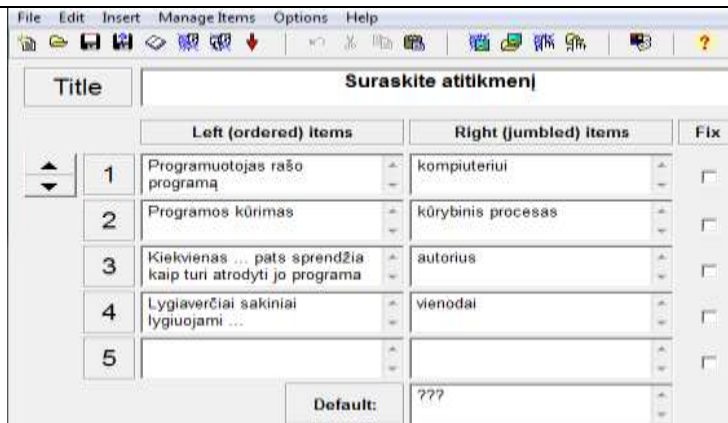 File Edit Insert Manage Items Options Help
Title Suraskite atitikmenį
Left (ordered) items Right (jumbled) items Fix
1 Programuotojas rašo kompiuteriui
programą
2 Programos kūrimas kūrybinis procesas
3 Kiekvienas ... pats sprendžia autorius
kaip turi atrodyti jo programa
4 Lygiaverčiai sakiniai vienodai
lygiuojami ...
5
Default: ???